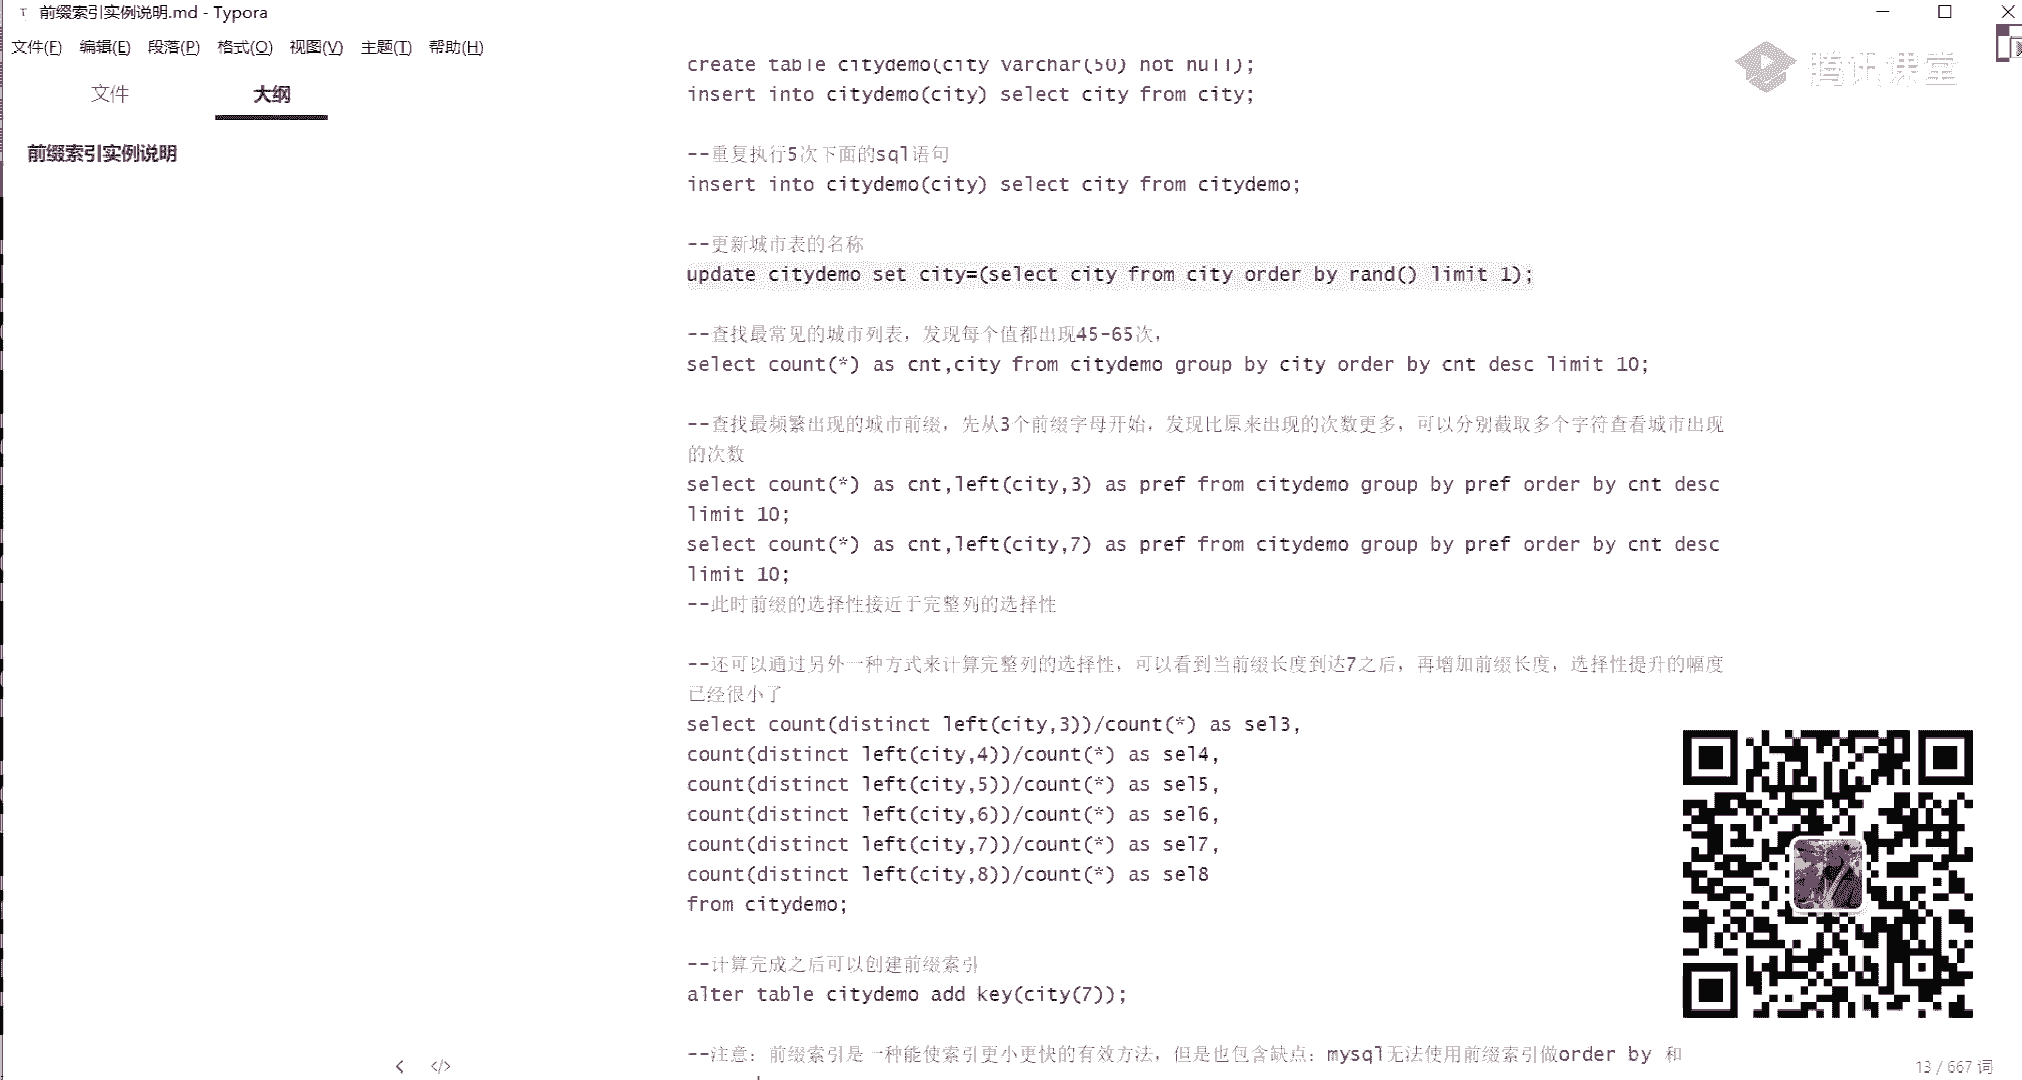 前缀索引实例说明.md - Typora
文件(F) 编辑(E) 段落(P) 格式(O) 视图(V) 主题(T) 帮助(H)
文件 大纲
前缀索引实例说明
腾讯课堂
create table citydemo(city varchar(50) not null);
insert into citydemo(city) select city from city;
--重复执行5次下面的sql语句
insert into citydemo(city) select city from citydemo;
--更新城市表的名称
update citydemo set city=(select city from city order by rand() limit 1);
--查找最常见的城市列表，发现每个值都出现45-65次，
select count(*) as cnt,city from citydemo group by city order by cnt desc limit 10;
--查找最频繁出现的城市前缀，先从3个前缀字母开始，发现比原来出现的次数更多，可以分别截取多个字符查看城市出现
的次数
select count(*) as cnt,left(city,3) as pref from citydemo group by pref order by cnt desc
limit 10;
select count(*) as cnt,left(city,7) as pref from citydemo group by pref order by cnt desc
limit 10;
--此时前缀的选择性接近于完整列的选择性
--还可以通过另外一种方式来计算完整列的选择性，可以看到当前缀长度到达7之后，再增加前缀长度，选择性提升的幅度
已经很小了
select count(distinct left(city,3))/count(*) as sel3,
count(distinct left(city,4))/count(*) as sel4,
count(distinct left(city,5))/count(*) as sel5,
count(distinct left(city,6))/count(*) as sel6,
count(distinct left(city,7))/count(*) as sel7,
count(distinct left(city,8))/count(*) as sel8
from citydemo;
--计算完成之后可以创建前缀索引
alter table citydemo add key(city(7));
--注意：前缀索引是一种能使索引更小更快的有效方法，但是也包含缺点：mysql无法使用前缀索引做order by 和
13 / 667 词